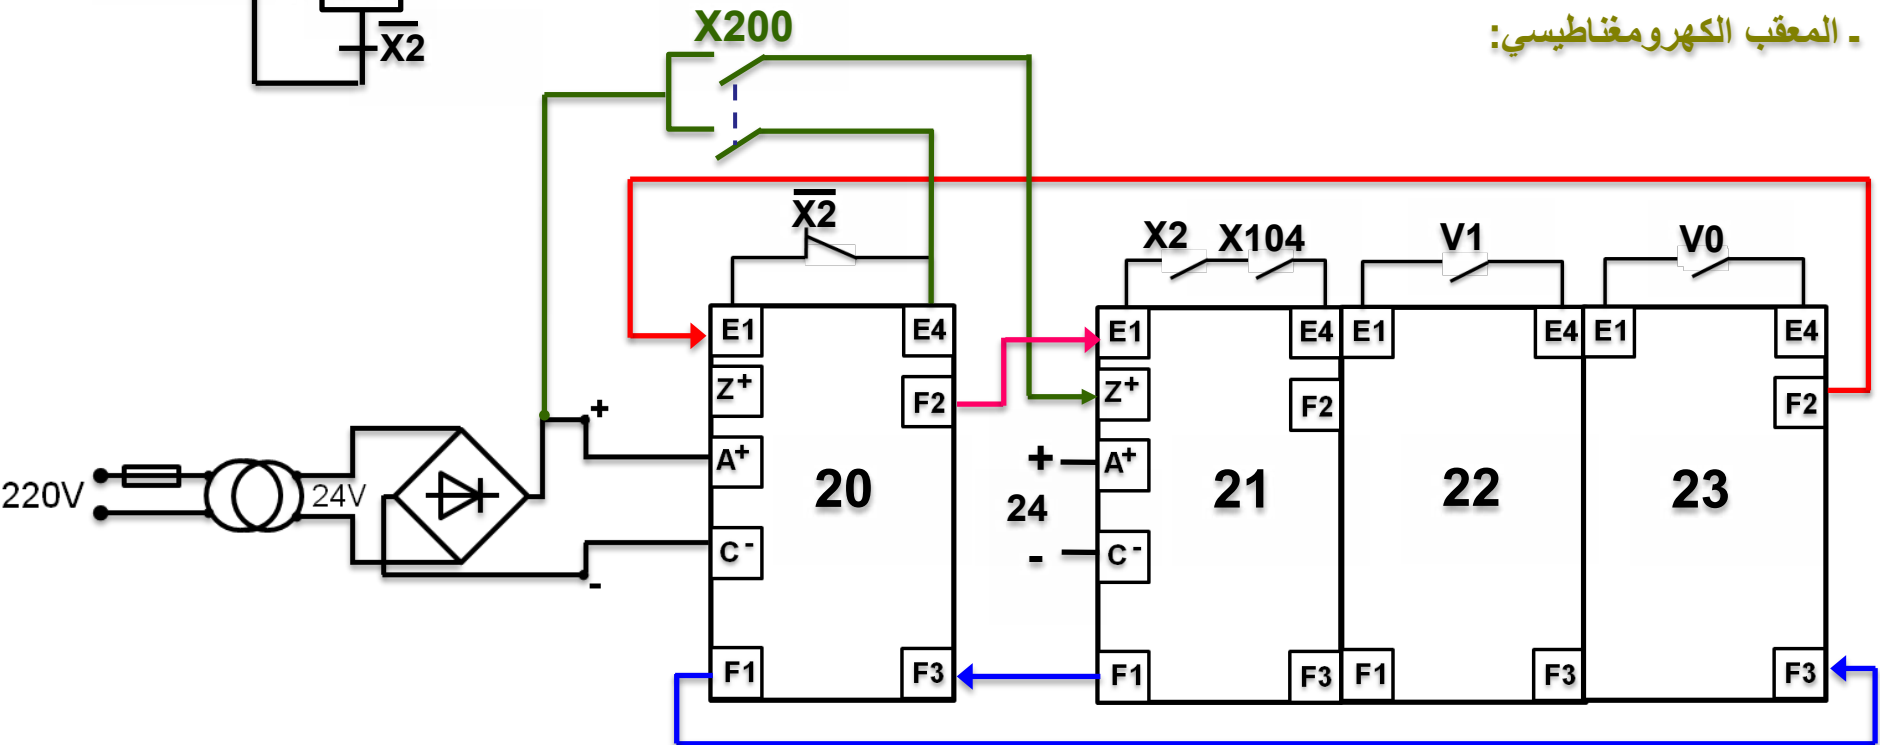 X2
X200
ـ المعقب الكهرومغناطيسي:
X2
X2 X104 V1 V0
E1 E4 E1 E4 E1 E4 E1 E4
Z+ F2 Z+ F2 F2
+
A+ 20 + A+ 21 22 23
220V 24V 24
C - - C -
-
F1 F3 F1 F3 F1 F3 F3